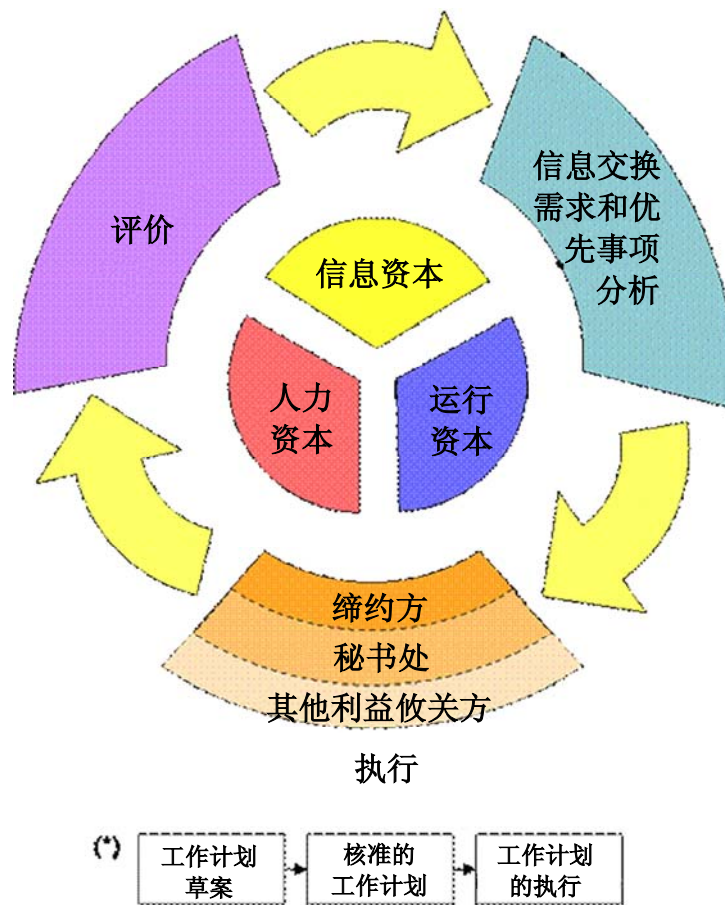 评价
信息交换
需求和优
先事项
分析
信息资本
人力
资本
运行
资本
缔约方
秘书处
其他利益攸关方
执行
(*)
工作计划
草案
核准的
工作计划
工作计划
的执行